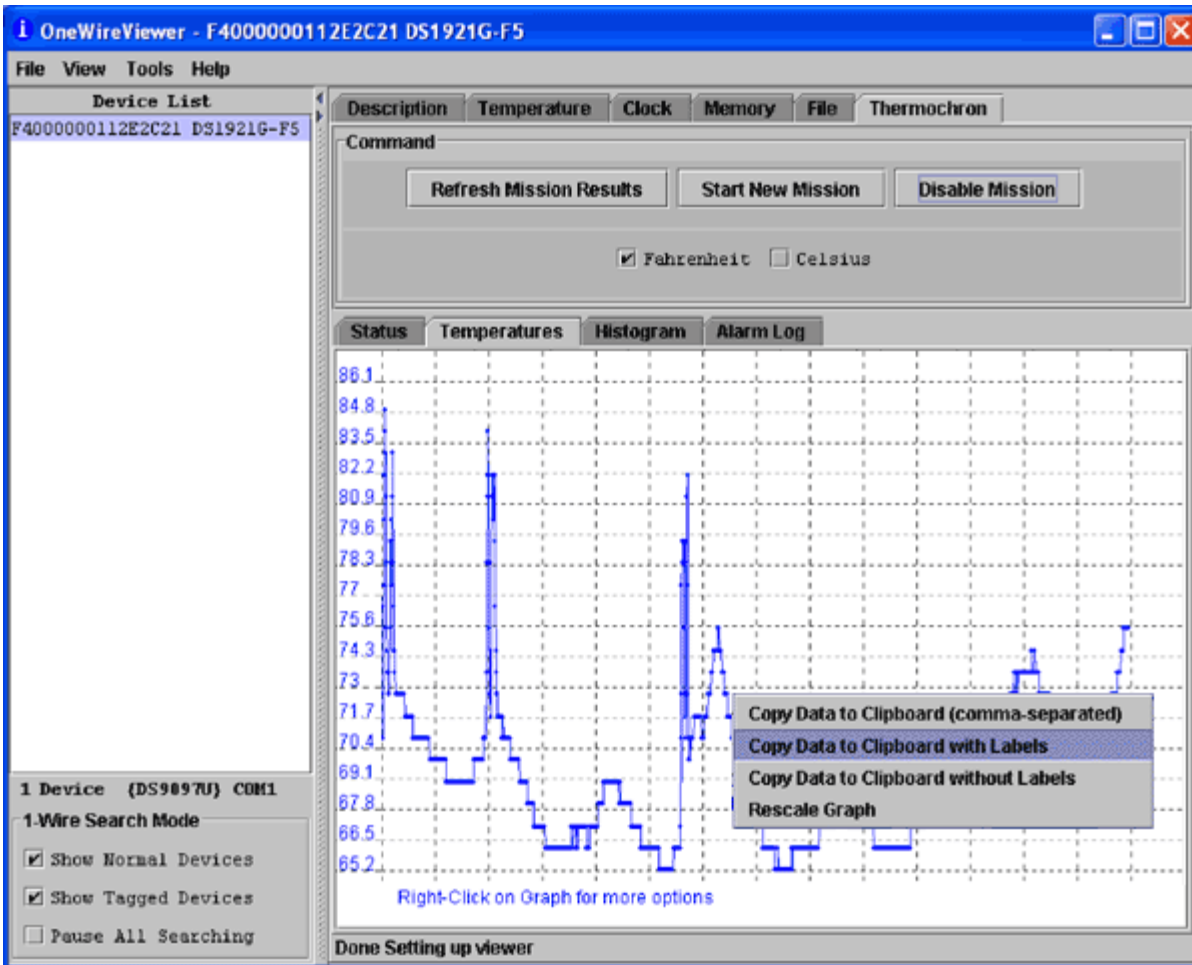 OneWireViewer - F4000000112E2C21 DS1921G-F5
File View Tools Help
Device List
F4000000112E2C21 DS1921G-F5
1 Device {DS9097U} COM1
1-Wire Search Mode
Show Normal Devices
Show Tagged Devices
Pause All Searching
Description Temperature Clock Memory File Thermochron
Command
Refresh Mission Results Start New Mission Disable Mission
Fahrenheit Celsius
Status Temperatures Histogram Alarm Log
86.1
84.8
83.5
82.2
80.9
79.6
78.3
77
75.6
74.3
73
71.7
70.4
69.1
67.8
66.5
65.2
Copy Data to Clipboard (comma-separated)
Copy Data to Clipboard with Labels
Copy Data to Clipboard without Labels
Rescale Graph
Right-Click on Graph for more options
Done Setting up viewer